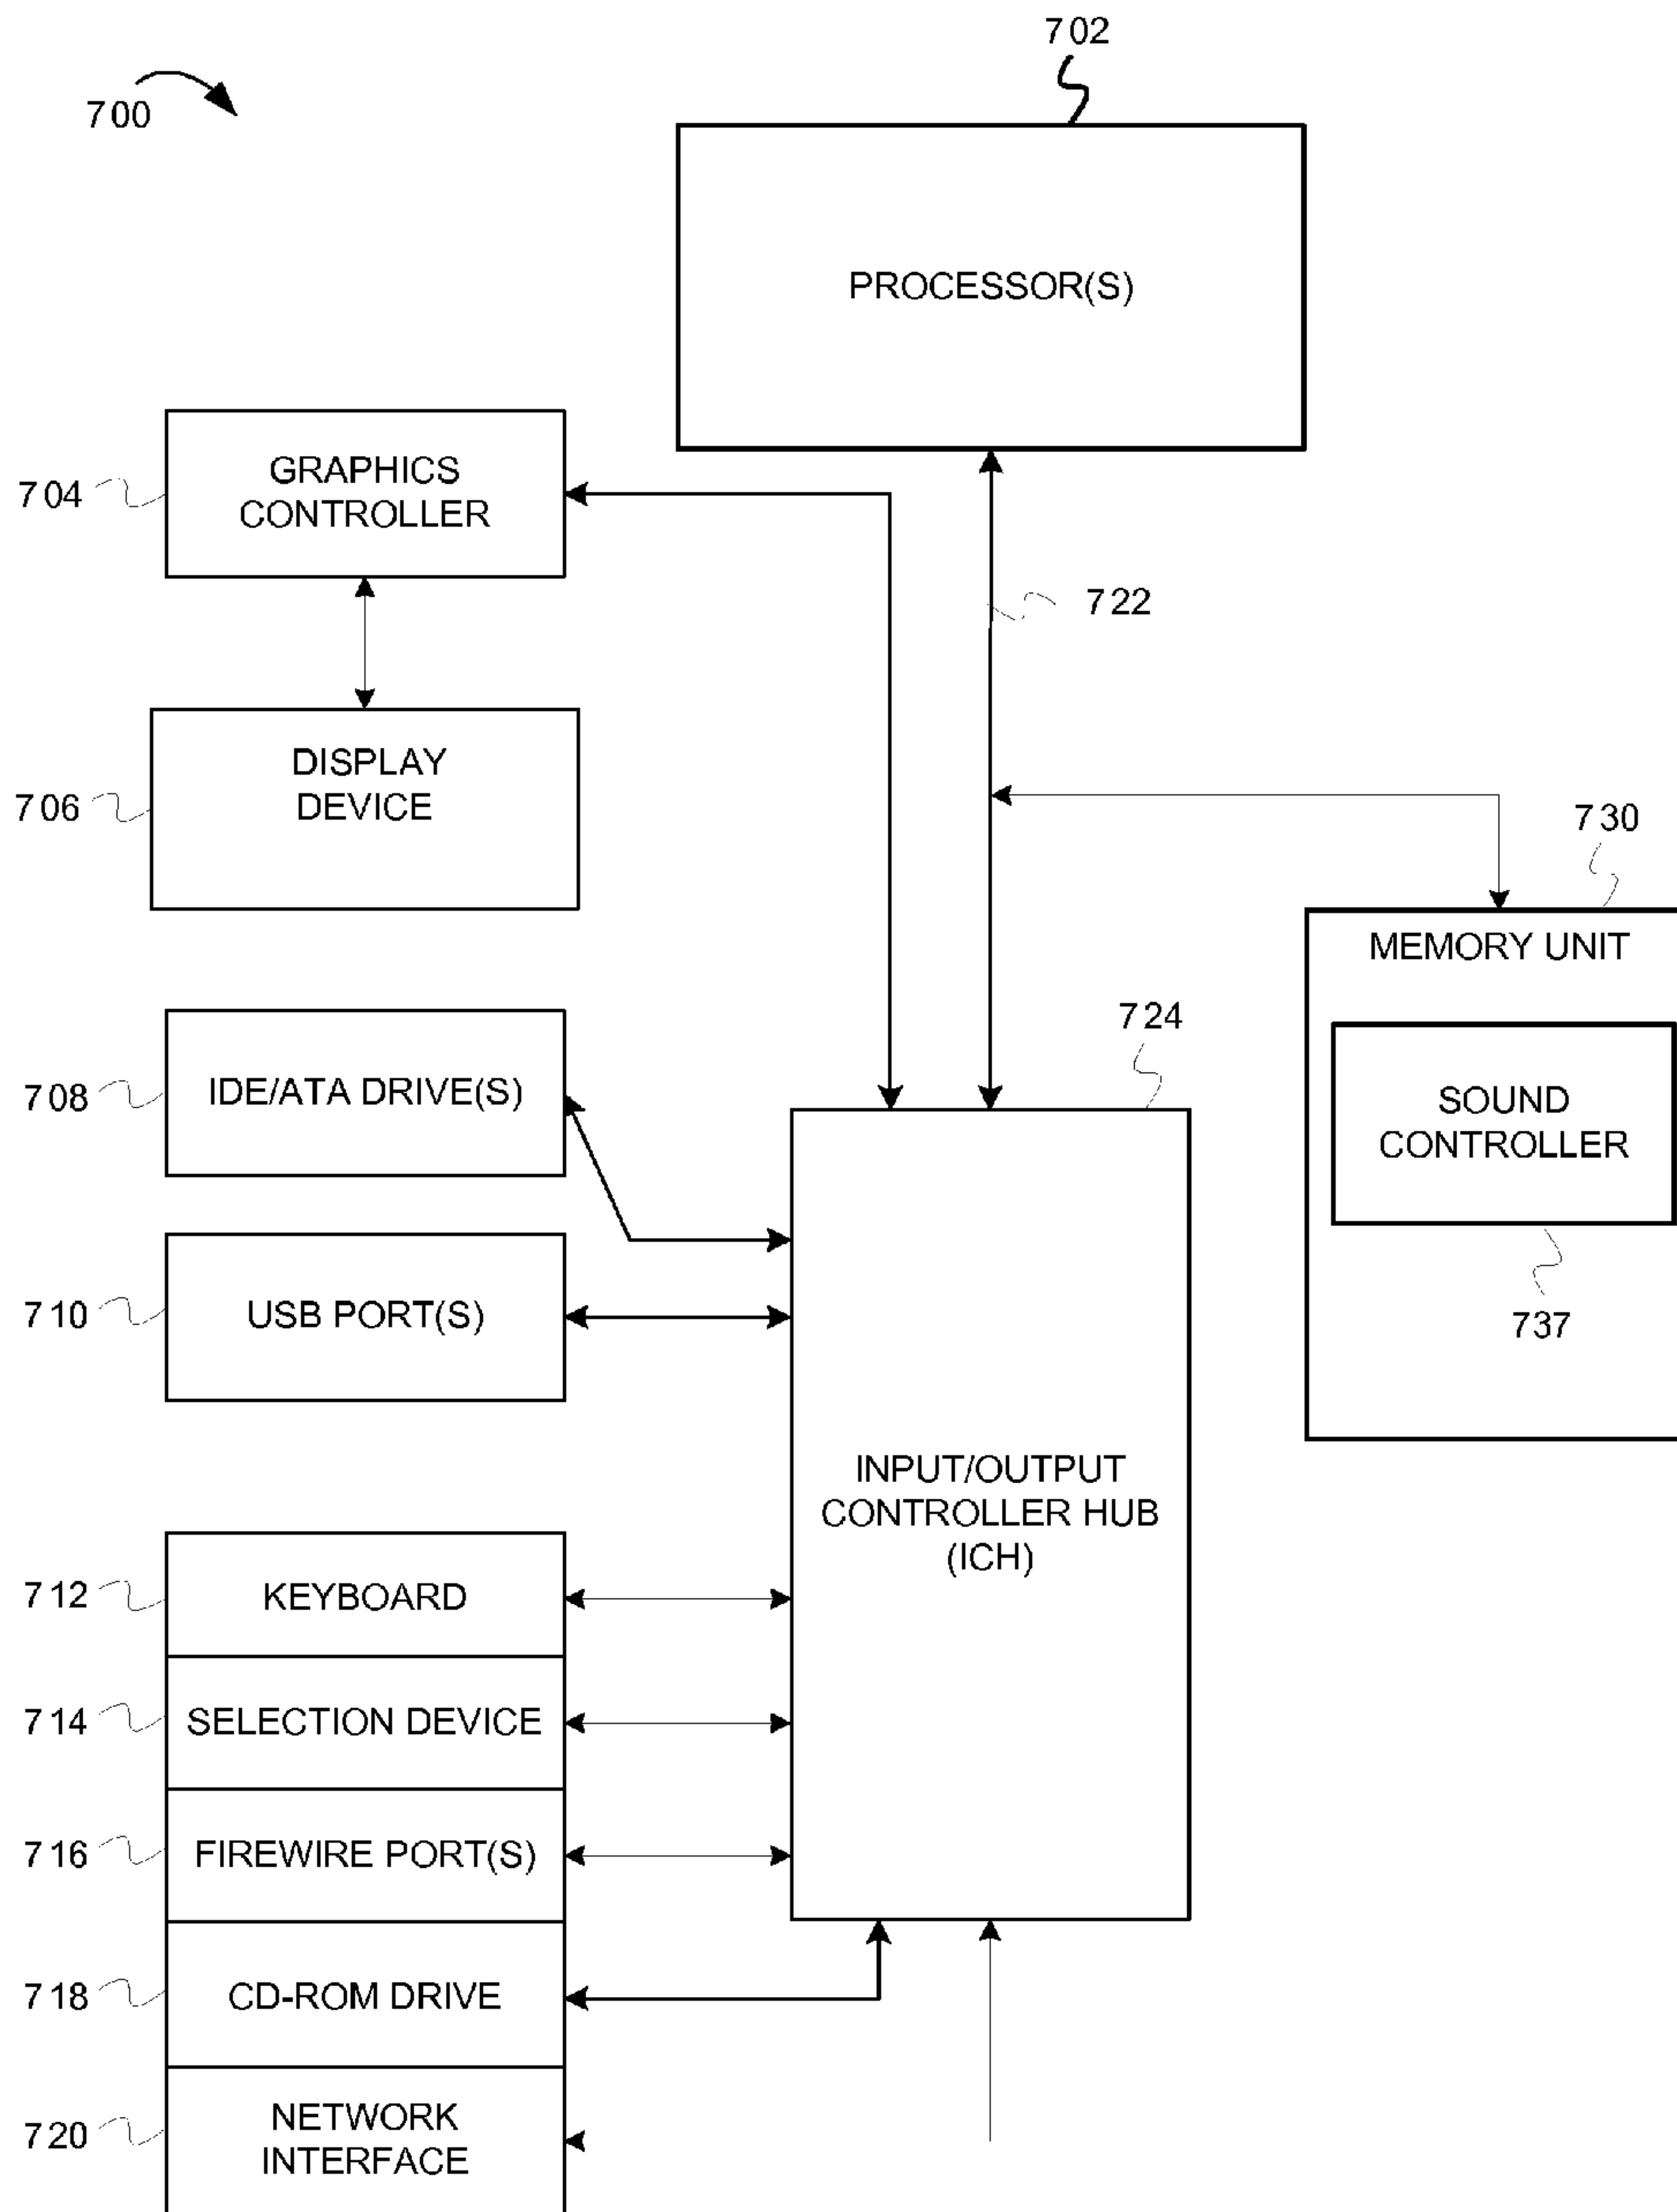 702
700
PROCESSOR(S)
704
GRAPHICS
CONTROLLER
722
706
DISPLAY
DEVICE
730
MEMORY UNIT
724
708
IDE/ATA DRIVE(S)
SOUND
CONTROLLER
710
USB PORT(S)
737
INPUT/OUTPUT
CONTROLLER HUB
(ICH)
712
KEYBOARD
714
SELECTION DEVICE
716
FIREWIRE PORT(S)
718
CD-ROM DRIVE
720
NETWORK
INTERFACE